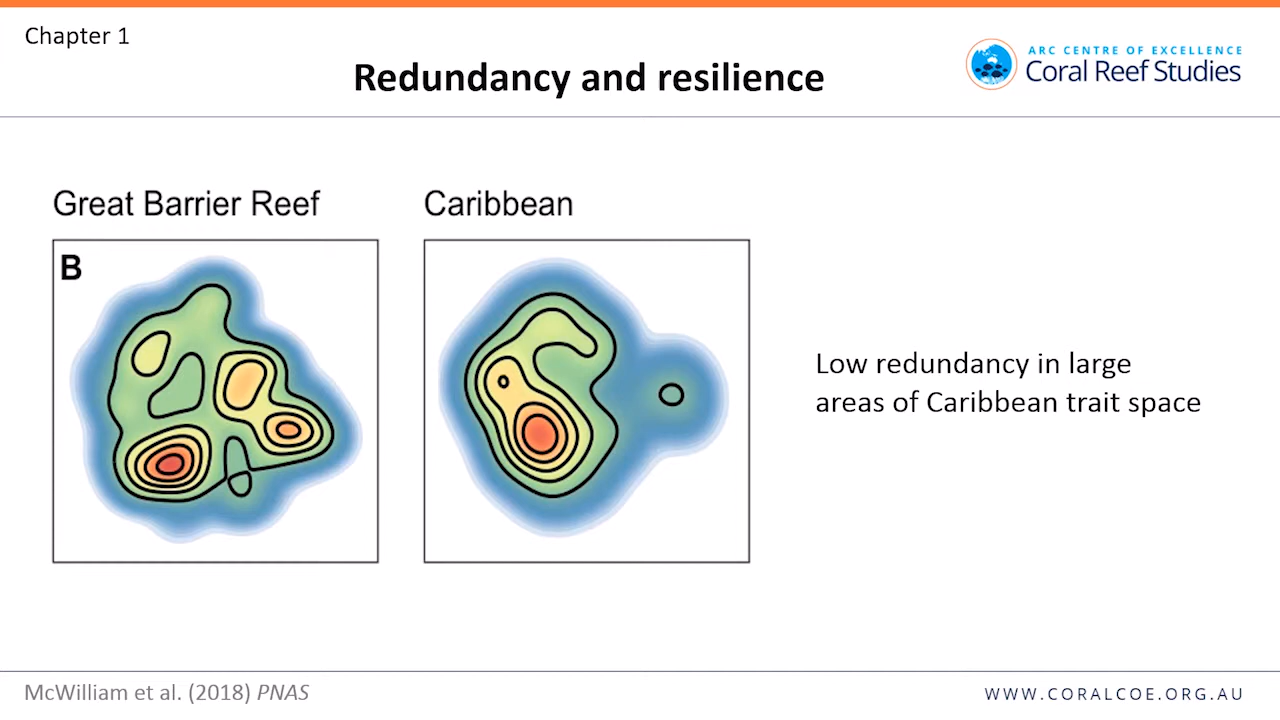 Chapter 1
Redundancy and resilience
ARC CENTRE OF EXCELLENCE
Coral Reef Studies
Great Barrier Reef
Caribbean
B
Low redundancy in large
areas of Caribbean trait space
McWilliam et al. (2018) PNAS
WWW.CORALCOE.ORG.AU